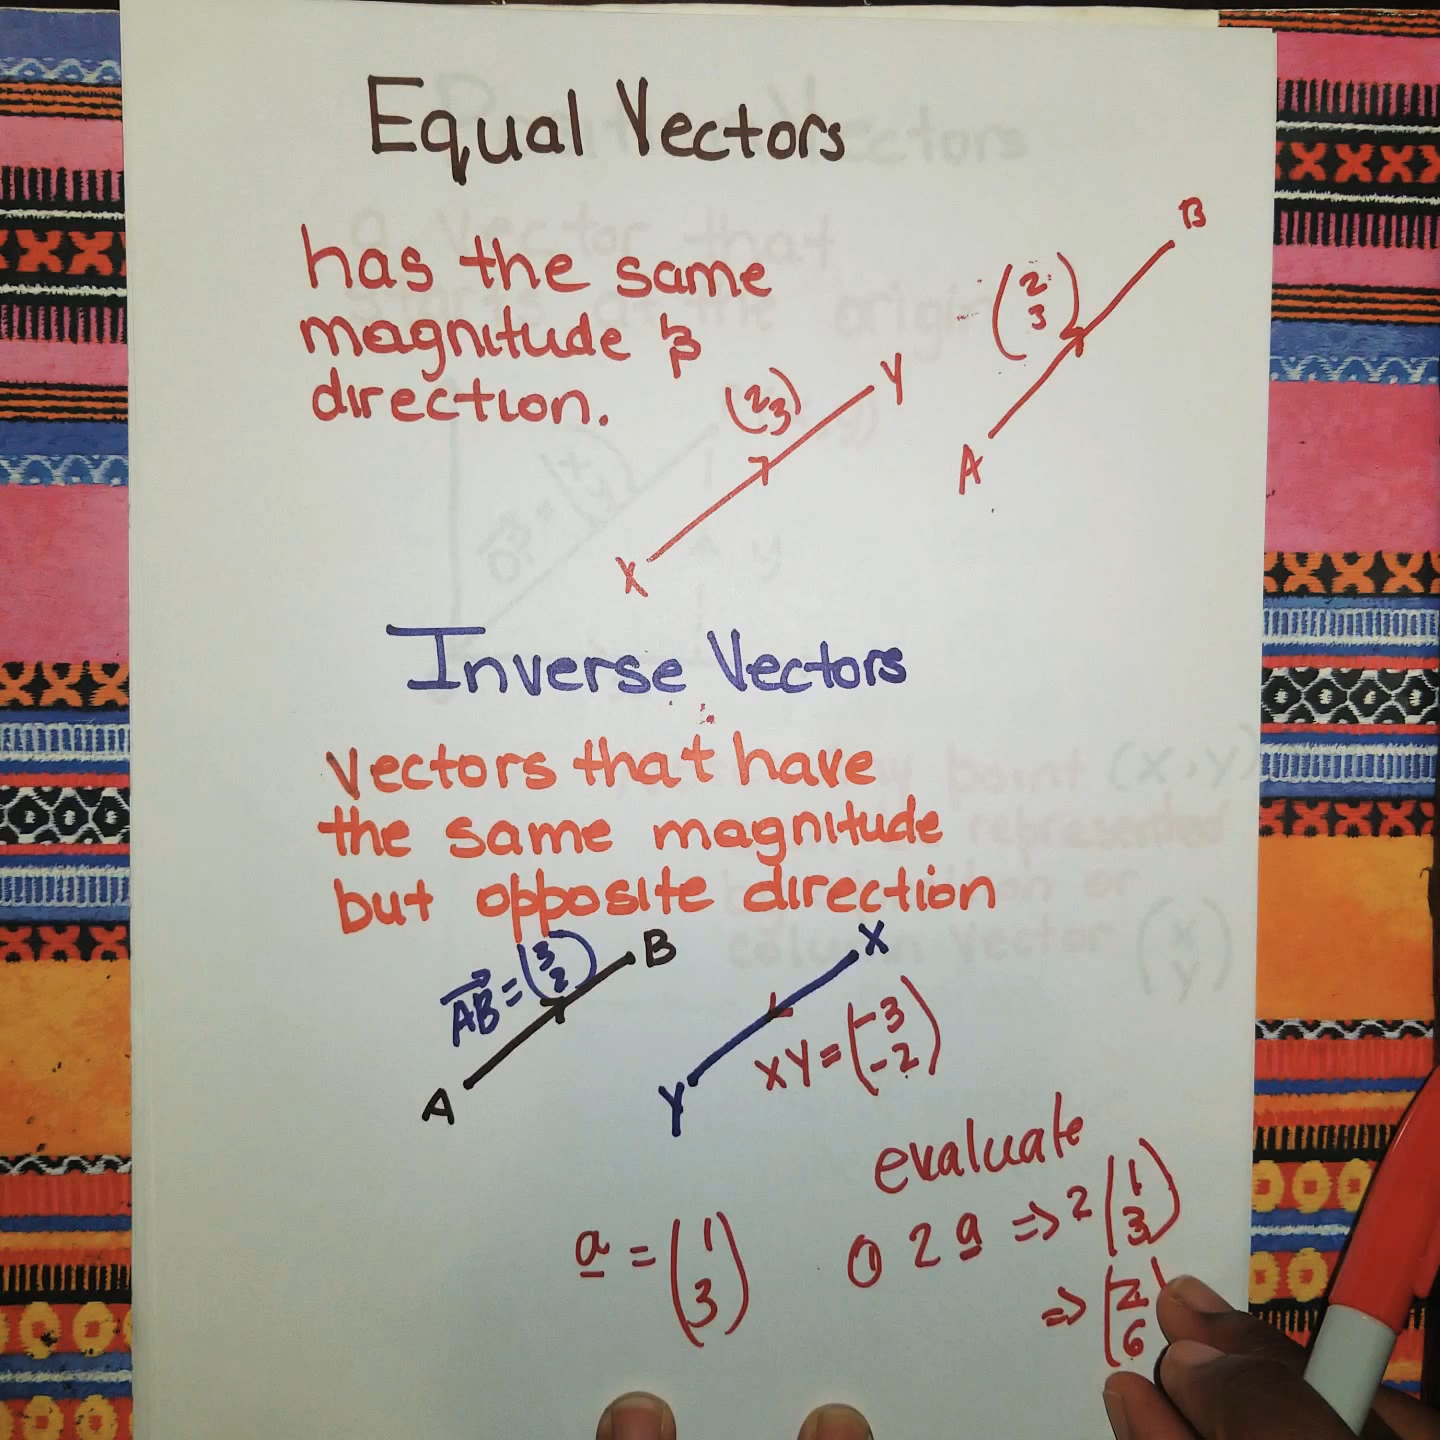 Equal Vectors
has the same
magnitude &
direction.
(2 3)
X
Y
(2 3)
A
B
Inverse Vectors
Vectors that have
the same magnitude
but opposite direction
AB = (3 2)
A
B
X
Y
XY = (-3 -2)
evaluate
a = (1 3)
① 2a => 2(1 3)
=> (2 6)